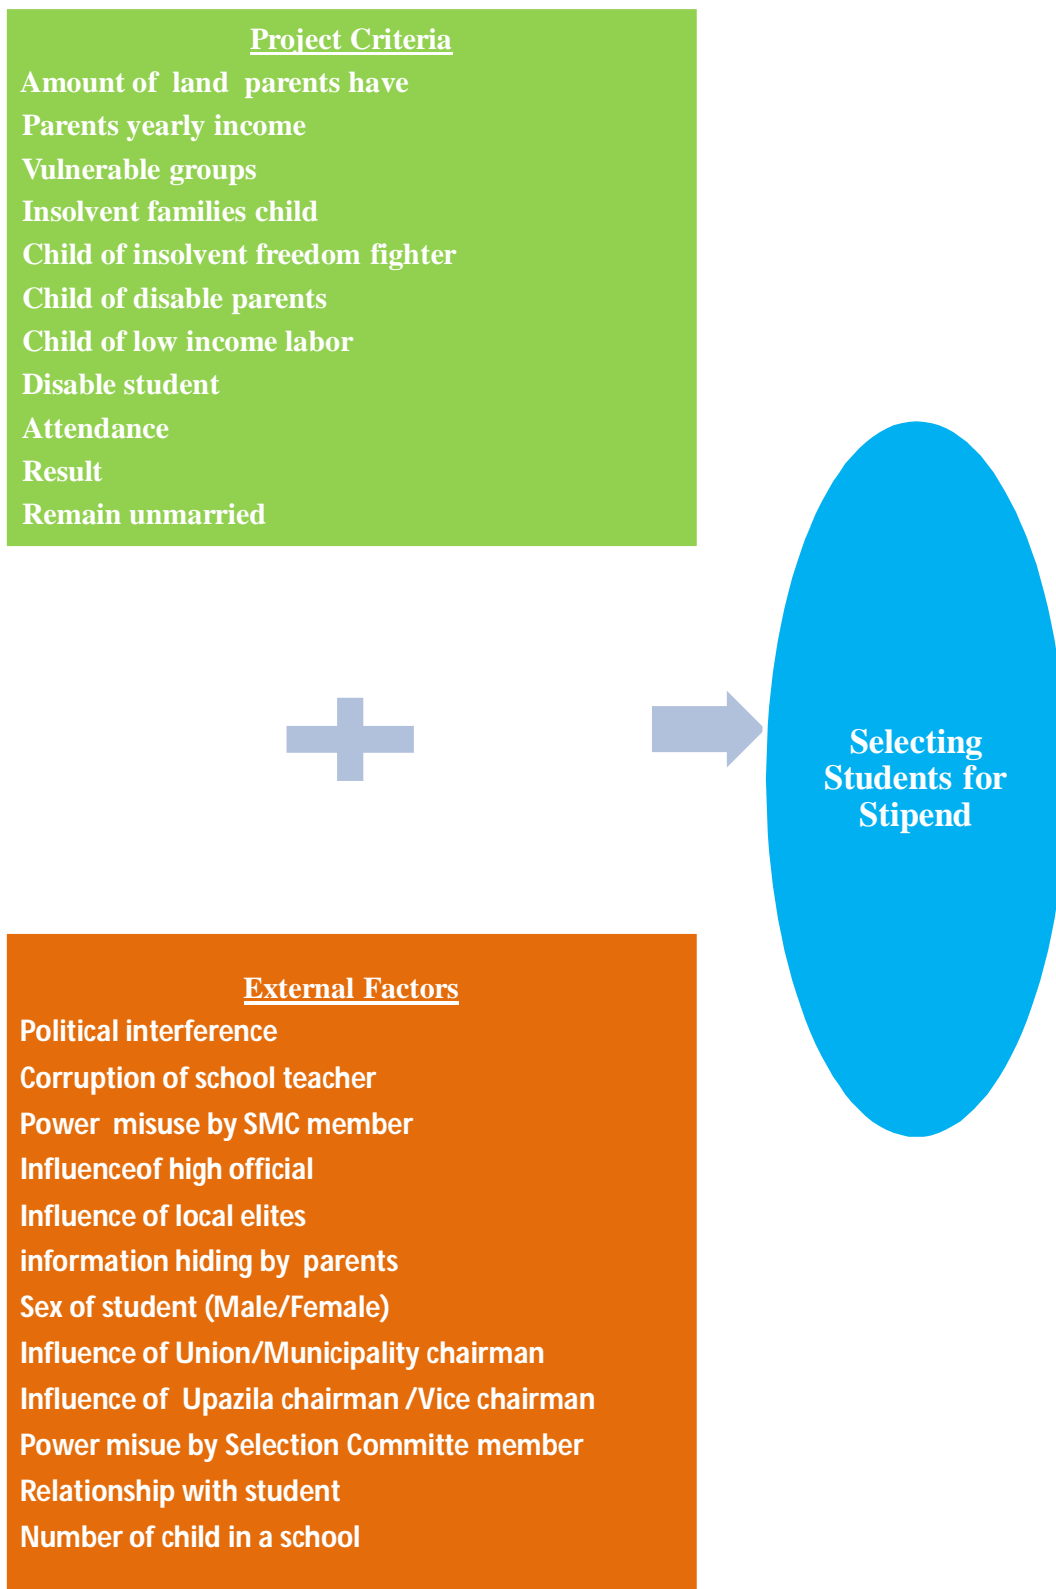 Project Criteria
Amount of land parents have
Parents yearly income
Vulnerable groups
Insolvent families child
Child of insolvent freedom fighter
Child of disable parents
Child of low income labor
Disable student
Attendance
Result
Remain unmarried
Selecting
Students for
Stipend
External Factors
Political interference
Corruption of school teacher
Power misuse by SMC member
Influenceof high official
Influence of local elites
information hiding by parents
Sex of student (Male/Female)
Influence of Union/Municipality chairman
Influence of Upazila chairman /Vice chairman
Power misue by Selection Committe member
Relationship with student
Number of child in a school